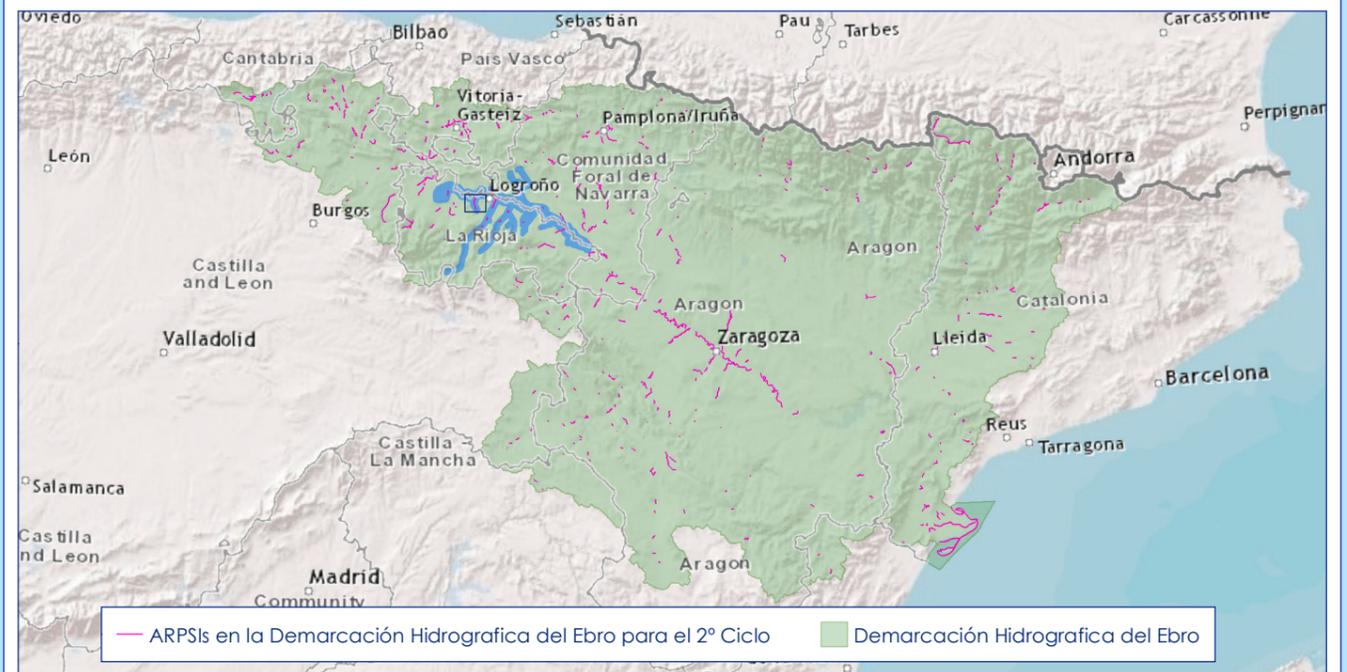 Oviedo
Sebastián
Pau
Carcassonne
Bilbao
Tarbes
Cantabria
Pais Vasco
Vitoria-
Gasteiz
Pamplona/Iruña
Perpignan
León
Comunidad
Foral de
Navarra
Andorra
Logroño
Burgos
La Rioja
Aragon
Castilla
and Leon
Aragon
Catalonia
Valladolid
Zaragoza
Lleida
Barcelona
Reus
Tarragona
Castilla -
La Mancha
Salamanca
Castilla
nd Leon
Aragon
Madrid
Community
ARPSIs en la Demarcación Hidrografica del Ebro para el 2º Ciclo
Demarcación Hidrografica del Ebro